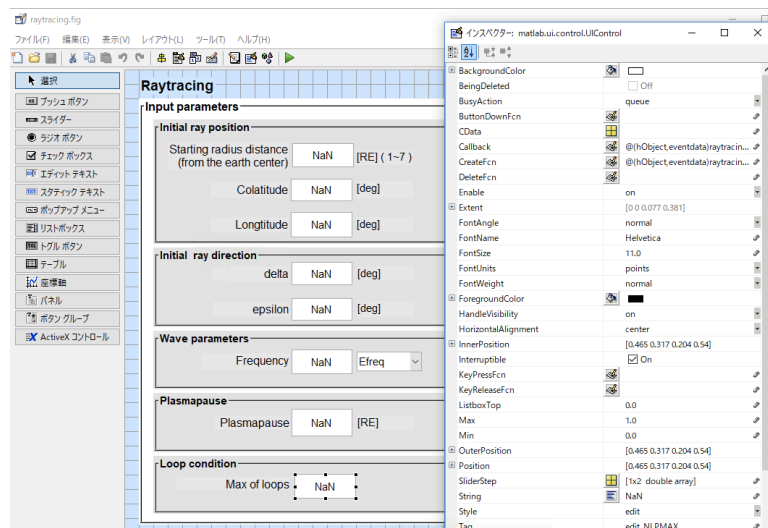 raytracing.fig
ファイル(F) 編集(E) 表示(V) レイアウト(L) ツール(T) ヘルプ(H)
選択
プッシュ ボタン
スライダー
ラジオ ボタン
チェック ボックス
エディット テキスト
スタティック テキスト
ポップアップ メニュー
リストボックス
トグル ボタン
テーブル
座標軸
パネル
ボタン グループ
ActiveX コントロール
Raytracing
Input parameters
Initial ray position
Starting radius distance
(from the earth center) NaN [RE] ( 1~7 )
Colatitude NaN [deg]
Longtitude NaN [deg]
Initial ray direction
delta NaN [deg]
epsilon NaN [deg]
Wave parameters
Frequency NaN Efreq
Plasmapause
Plasmapause NaN [RE]
Loop condition
Max of loops NaN
インスペクター: matlab.ui.control.UIControl
BackgroundColor
BeingDeleted Off
BusyAction queue
ButtonDownFcn
CData
Callback @(hObject,eventdata)raytracin...
CreateFcn @(hObject,eventdata)raytracin...
DeleteFcn
Enable on
Extent [0 0 0.077 0.381]
FontAngle normal
FontName Helvetica
FontSize 11.0
FontUnits points
FontWeight normal
ForegroundColor
HandleVisibility on
HorizontalAlignment center
InnerPosition [0.465 0.317 0.204 0.54]
Interruptible On
KeyPressFcn
KeyReleaseFcn
ListboxTop 0.0
Max 1.0
Min 0.0
OuterPosition [0.465 0.317 0.204 0.54]
Position [0.465 0.317 0.204 0.54]
SliderStep [1x2 double array]
String NaN
Style edit
Tag edit_NLPMAX